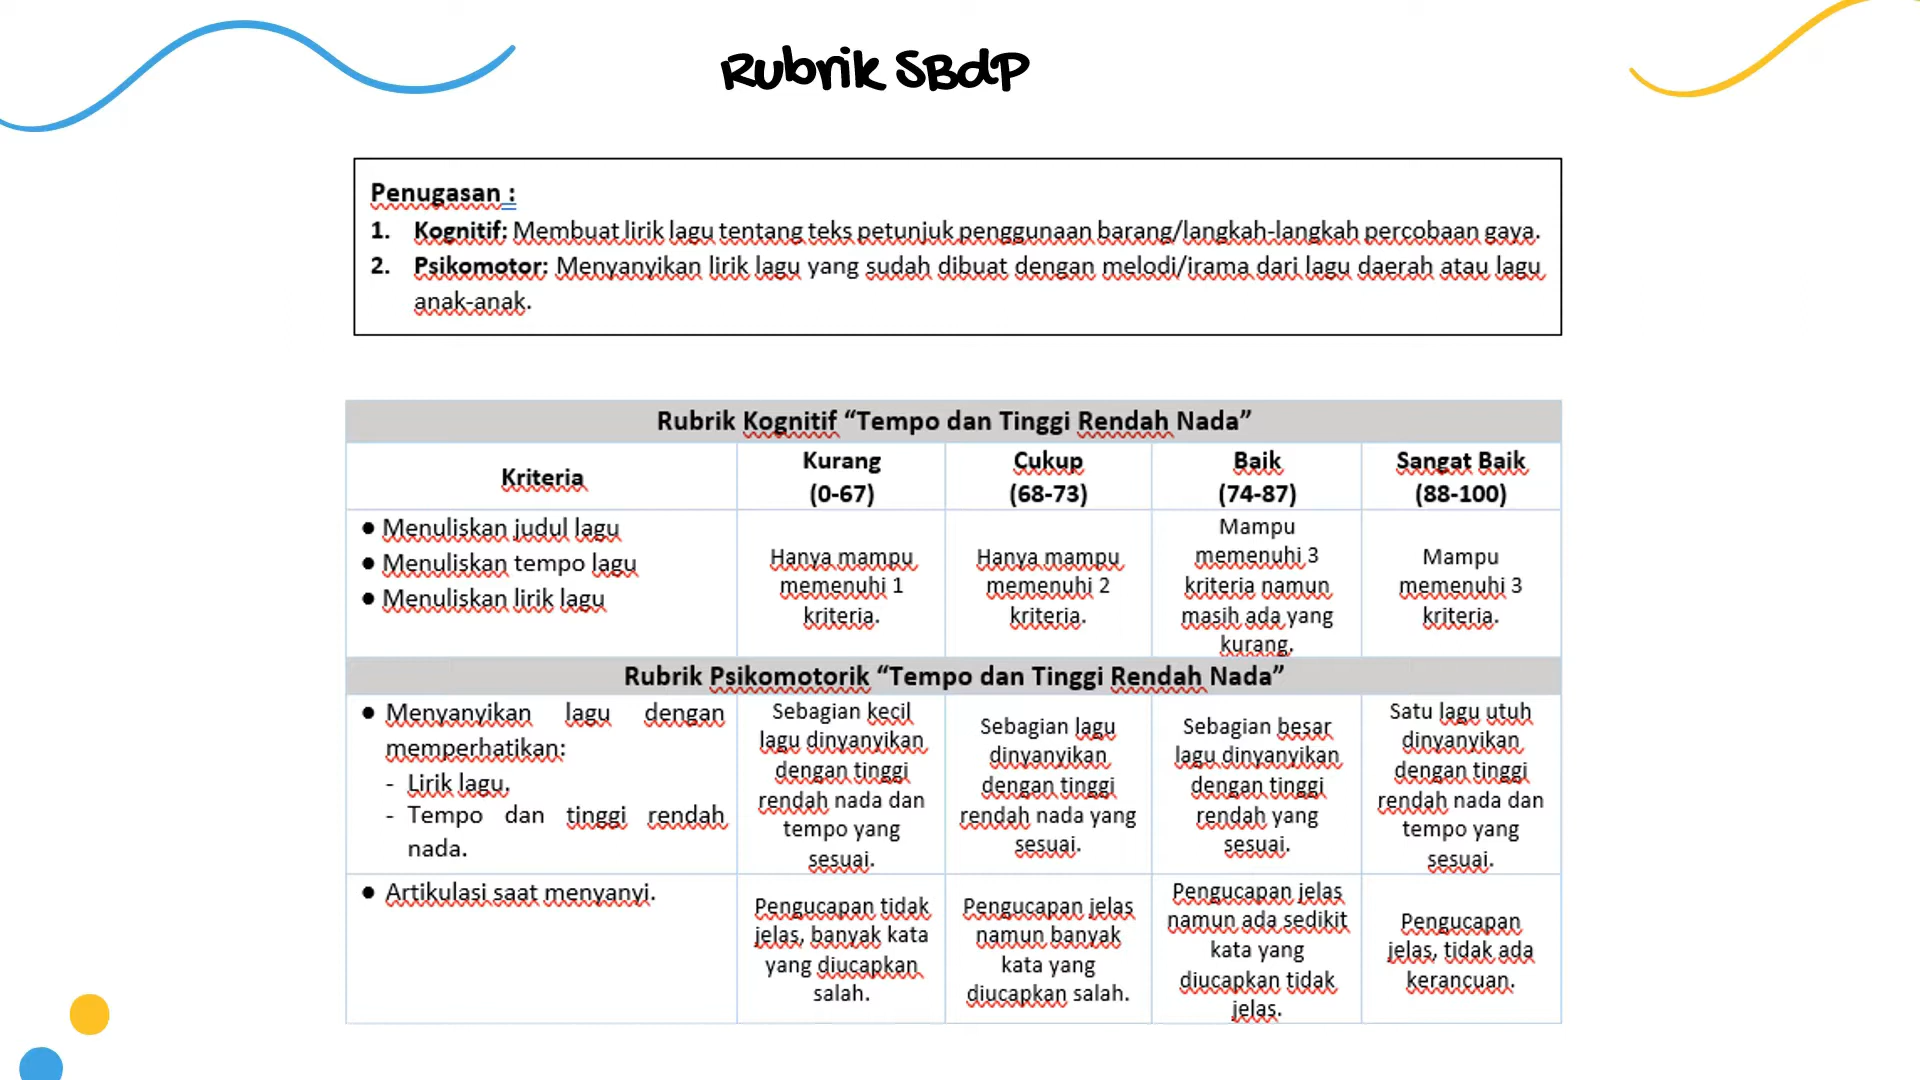 Rubrik SBdP
Penugasan :
1. Kognitif: Membuat lirik lagu tentang teks petunjuk penggunaan barang/langkah-langkah percobaan gaya.
2. Psikomotor: Menyanyikan lirik lagu yang sudah dibuat dengan melodi/irama dari lagu daerah atau lagu
anak-anak.
Rubrik Kognitif “Tempo dan Tinggi Rendah Nada”
Kriteria
Kurang
(0-67)
Cukup
(68-73)
Baik
(74-87)
Sangat Baik
(88-100)
● Menuliskan judul lagu
● Menuliskan tempo lagu
● Menuliskan lirik lagu
Hanya mampu
memenuhi 1
kriteria.
Hanya mampu
memenuhi 2
kriteria.
Mampu
memenuhi 3
kriteria namun
masih ada yang
kurang.
Mampu
memenuhi 3
kriteria.
Rubrik Psikomotorik “Tempo dan Tinggi Rendah Nada”
● Menyanyikan lagu dengan
memperhatikan:
- Lirik lagu.
- Tempo dan tinggi rendah
nada.
Sebagian kecil
lagu dinyanyikan
dengan tinggi
rendah nada dan
tempo yang
sesuai.
Sebagian lagu
dinyanyikan
dengan tinggi
rendah nada yang
sesuai.
Sebagian besar
lagu dinyanyikan
dengan tinggi
rendah yang
sesuai.
Satu lagu utuh
dinyanyikan
dengan tinggi
rendah nada dan
tempo yang
sesuai.
● Artikulasi saat menyanyi.
Pengucapan tidak
jelas, banyak kata
yang diucapkan
salah.
Pengucapan jelas
namun banyak
kata yang
diucapkan salah.
Pengucapan jelas
namun ada sedikit
kata yang
diucapkan tidak
jelas.
Pengucapan
jelas, tidak ada
kerancuan.